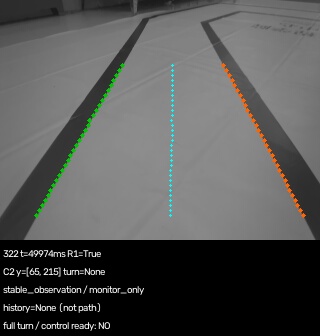 322 t=49974ms R1=True
C2 y=[65, 215] turn=None
stable_observation / monitor_only
history=None (not path)
full turn / control ready: NO